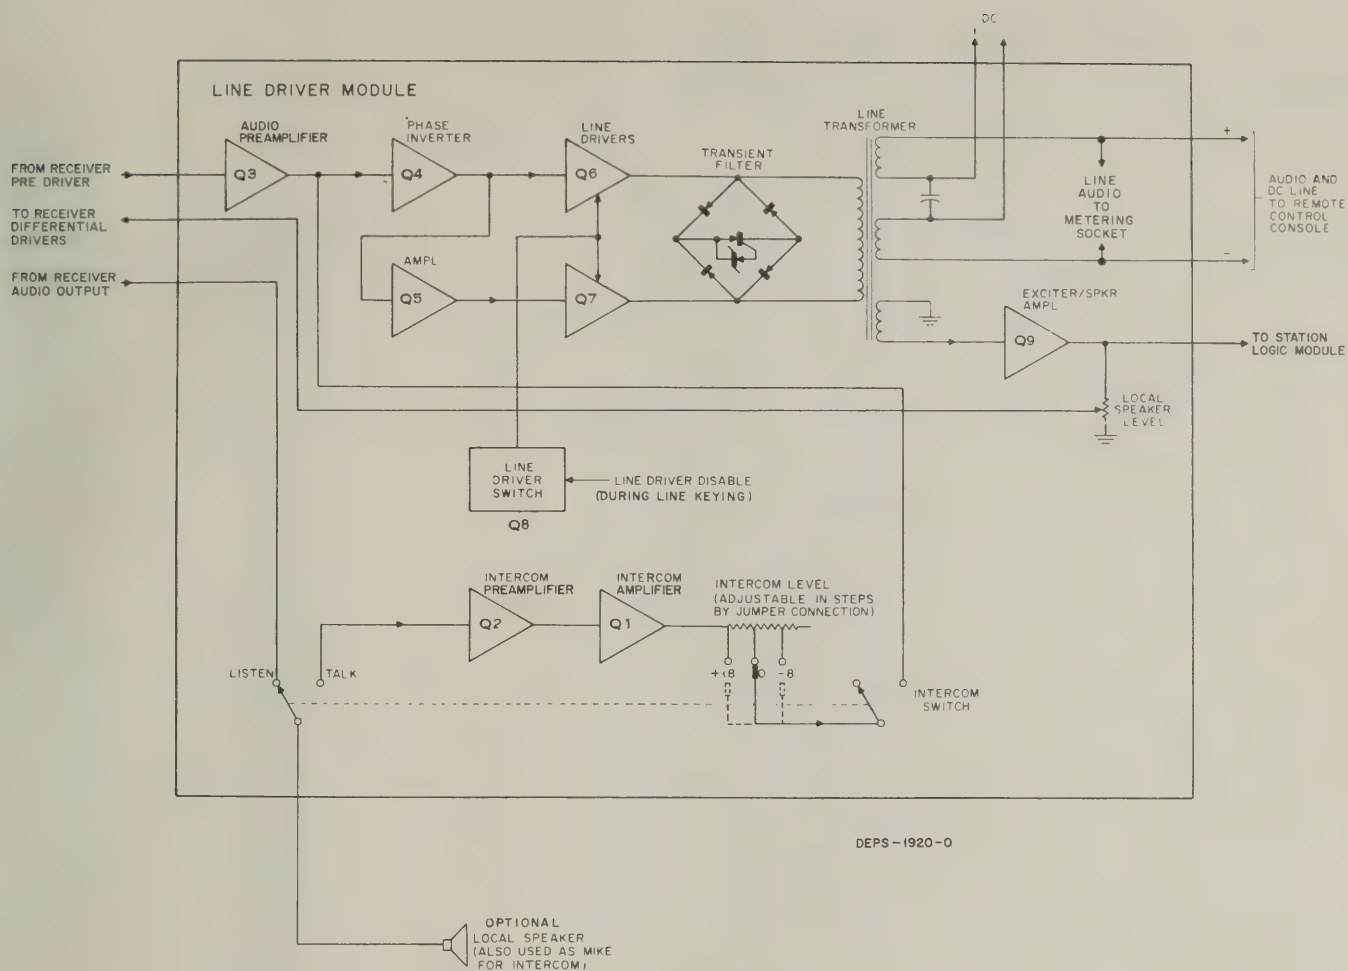 DC
LINE DRIVER MODULE
AUDIO
PREAMPLIFIER
PHASE
INVERTER
LINE
DRIVERS
TRANSIENT
FILTER
LINE
TRANSFORMER
+
FROM RECEIVER
PRE DRIVER
Q3
Q4
Q6
LINE
AUDIO
TO
METERING
SOCKET
AUDIO AND
DC LINE
TO REMOTE
CONTROL
CONSOLE
TO RECEIVER
DIFFERENTIAL
DRIVERS
-
FROM RECEIVER
AUDIO OUTPUT
AMPL
Q5
Q7
EXCITER/SPKR
AMPL
Q9
TO STATION
LOGIC MODULE
LOCAL
SPEAKER
LEVEL
LINE
DRIVER
SWITCH
Q8
LINE DRIVER DISABLE
(DURING LINE KEYING)
INTERCOM
PREAMPLIFIER
INTERCOM
AMPLIFIER
INTERCOM LEVEL
(ADJUSTABLE IN STEPS
BY JUMPER CONNECTION)
Q2
Q1
LISTEN
TALK
+18
0
-8
INTERCOM
SWITCH
DEPS-1920-0
OPTIONAL
LOCAL SPEAKER
(ALSO USED AS MIKE
FOR INTERCOM)